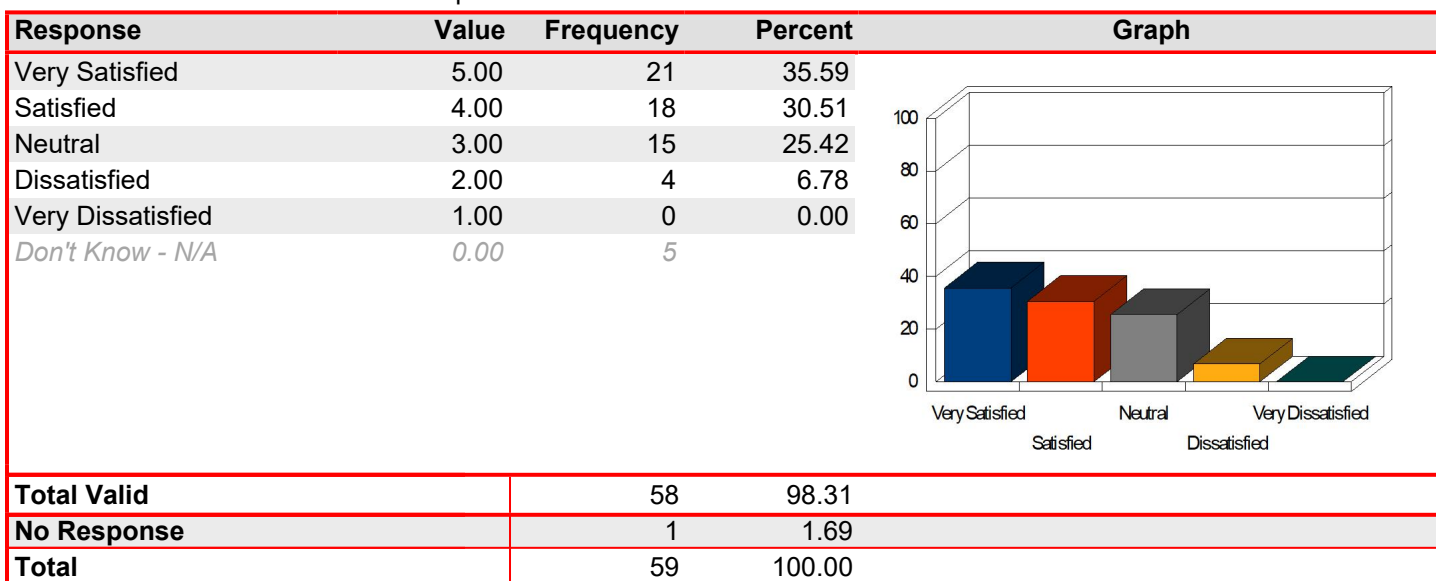 Response Value Frequency Percent Graph
Very Satisfied 5.00 21 35.59
Satisfied 4.00 18 30.51
Neutral 3.00 15 25.42
Dissatisfied 2.00 4 6.78
Very Dissatisfied 1.00 0 0.00
Don't Know - N/A 0.00 5
100
80
60
40
20
0
Very Satisfied Neutral Very Dissatisfied
Satisfied Dissatisfied
Total Valid 58 98.31
No Response 1 1.69
Total 59 100.00